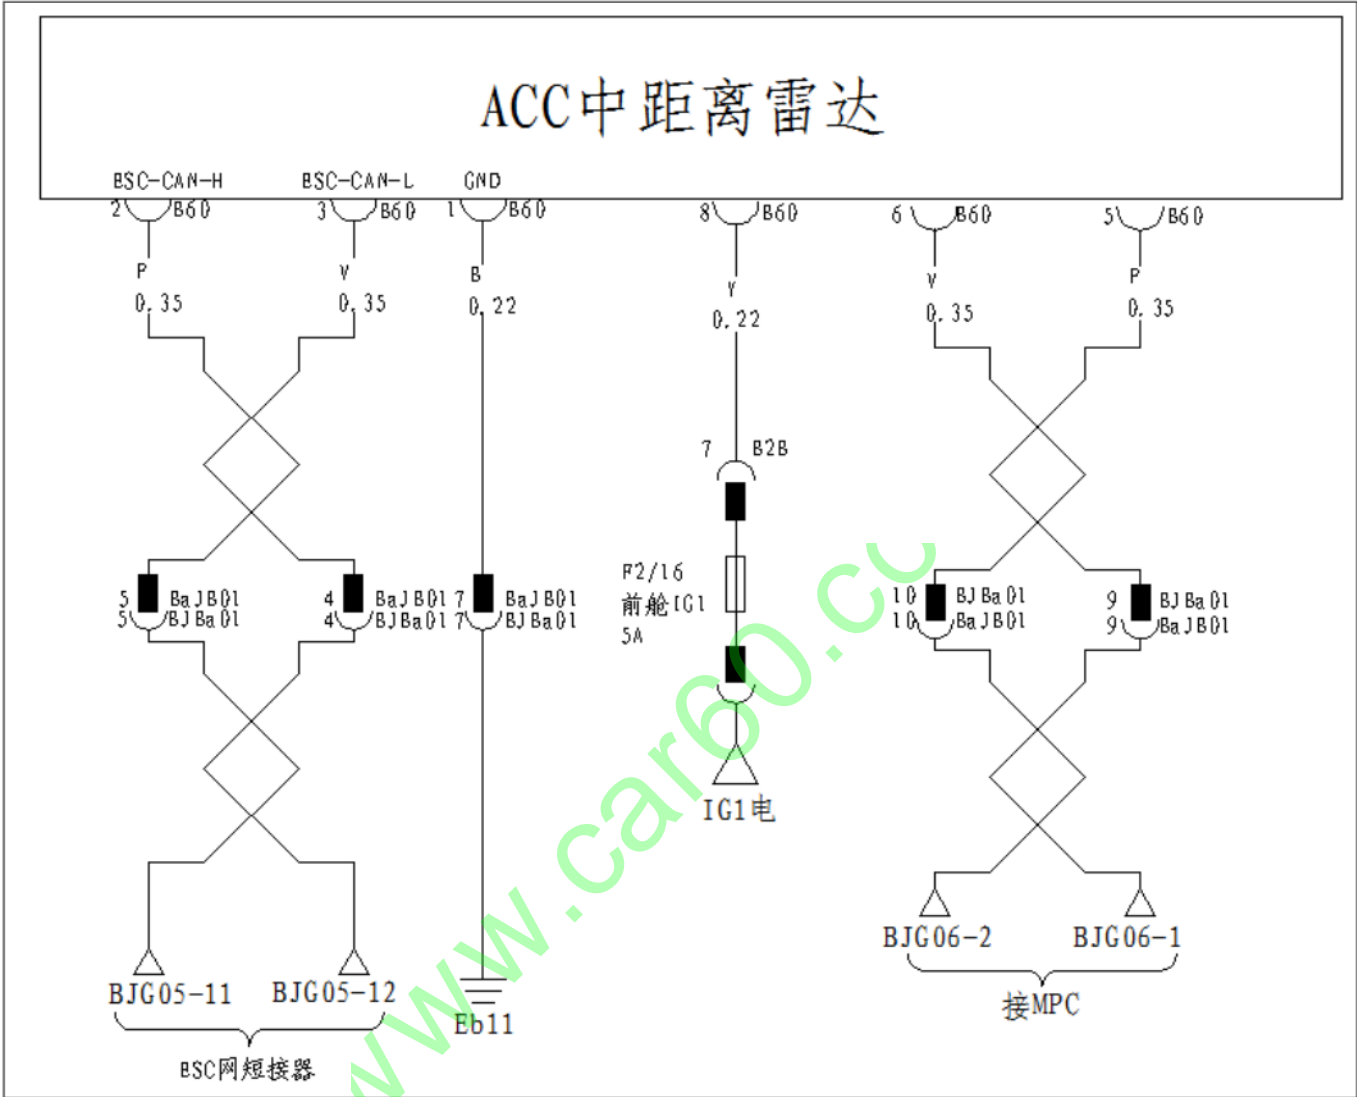 ACC中距离雷达
BSC-CAN-H BSC-CAN-L GND
2 B60 3 B60 1 B60 8 B60 6 B60 5 B60
P V B Y V P
0.35 0.35 0.22 0.22 0.35 0.35
7 B2B
F2/16
前舱IG1
5A
5 BaJB01 4 BaJB01 7 BaJB01 10 BJBa01 9 BJBa01
5 BJBa01 4 BJBa01 7 BJBa01 10 BaJB01 9 BaJB01
IG1电
BJG06-2 BJG06-1
接MPC
BJG05-11 BJG05-12
Eb11
BSC网短接器
www.car60.co